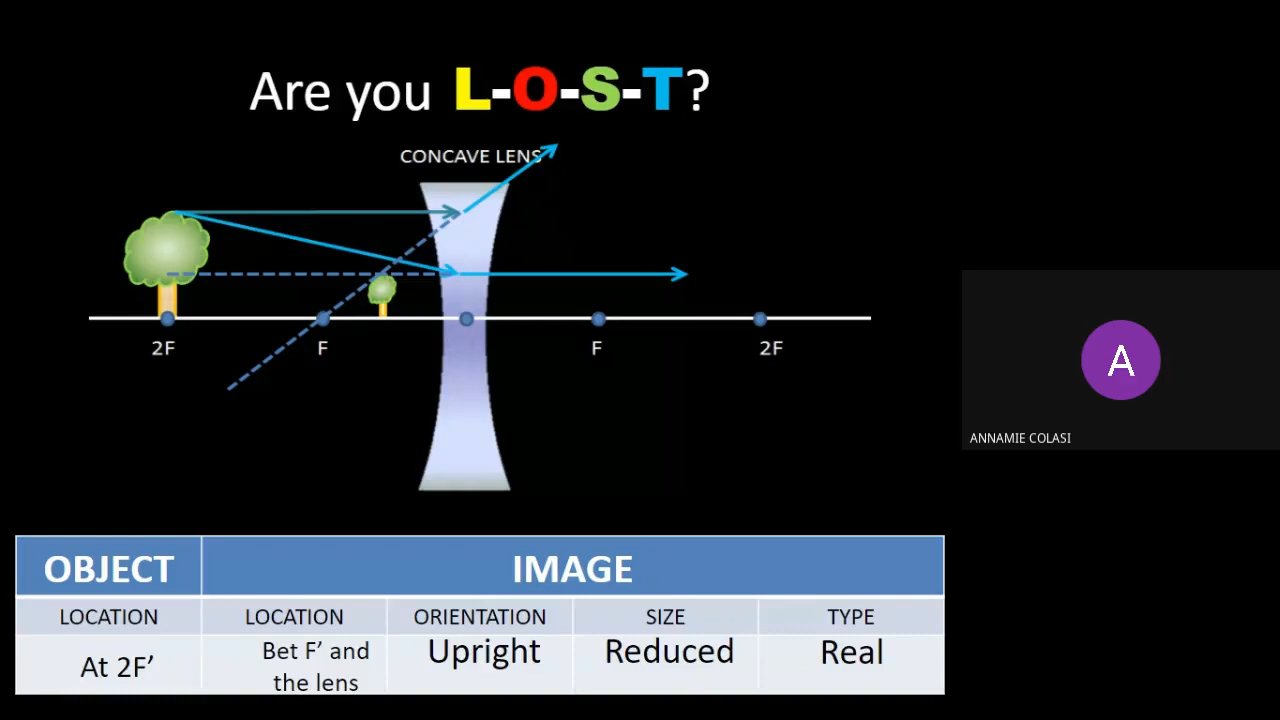 Are you L-O-S-T?
CONCAVE LENS
2F
F
F
2F
A
ANNAMIE COLASI
OBJECT
IMAGE
LOCATION
LOCATION
ORIENTATION
SIZE
TYPE
At 2F’
Bet F’ and
the lens
Upright
Reduced
Real